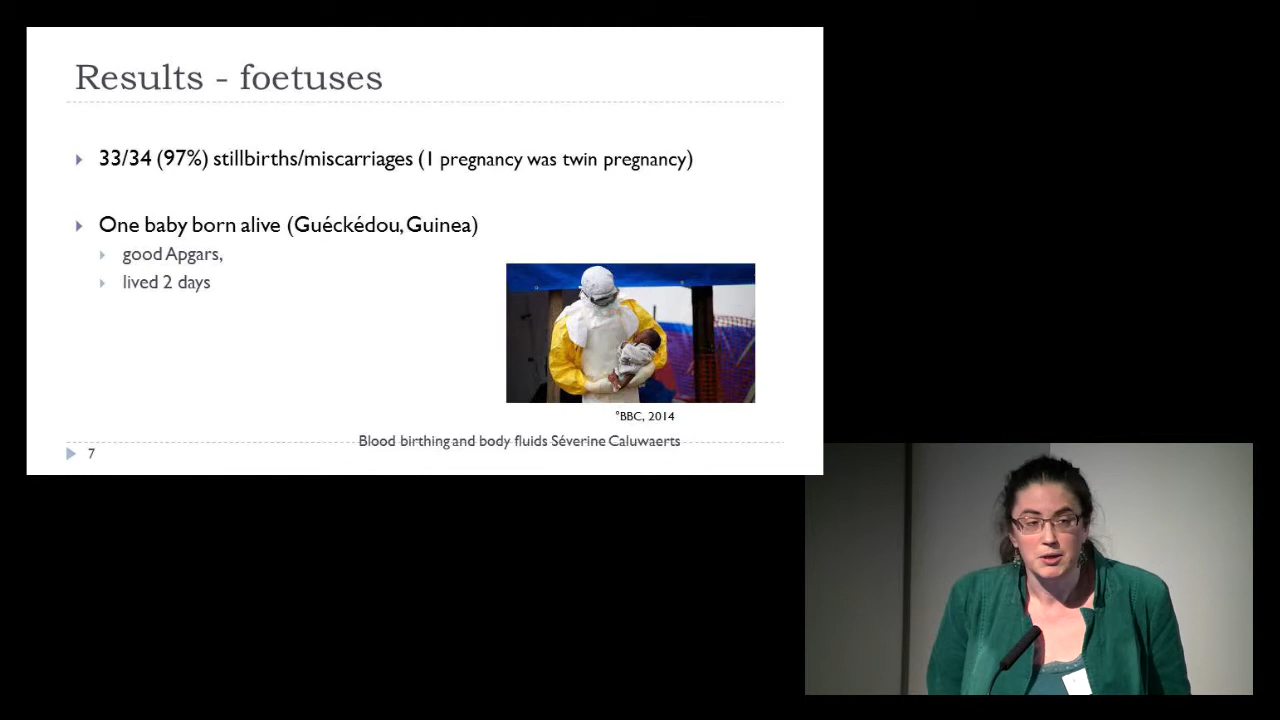 Results - foetuses
33/34 (97%) stillbirths/miscarriages (1 pregnancy was twin pregnancy)
One baby born alive (Guéckédou, Guinea)
good Apgars,
lived 2 days
°BBC, 2014
Blood birthing and body fluids Séverine Caluwaerts
7